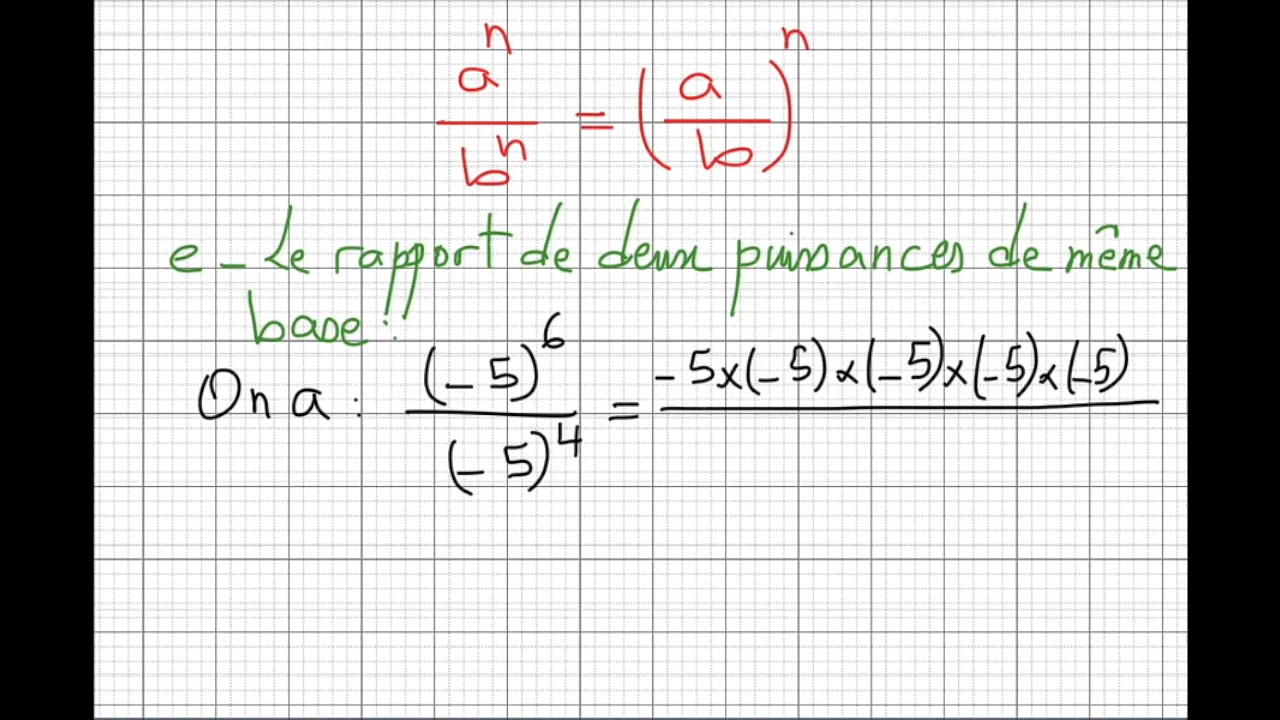 aⁿ / bⁿ = (a / b)ⁿ
e - Le rapport de deux puissances de même
base :
On a : (-5)⁶ / (-5)⁴ = -5×(-5)×(-5)×(-5)×(-5)